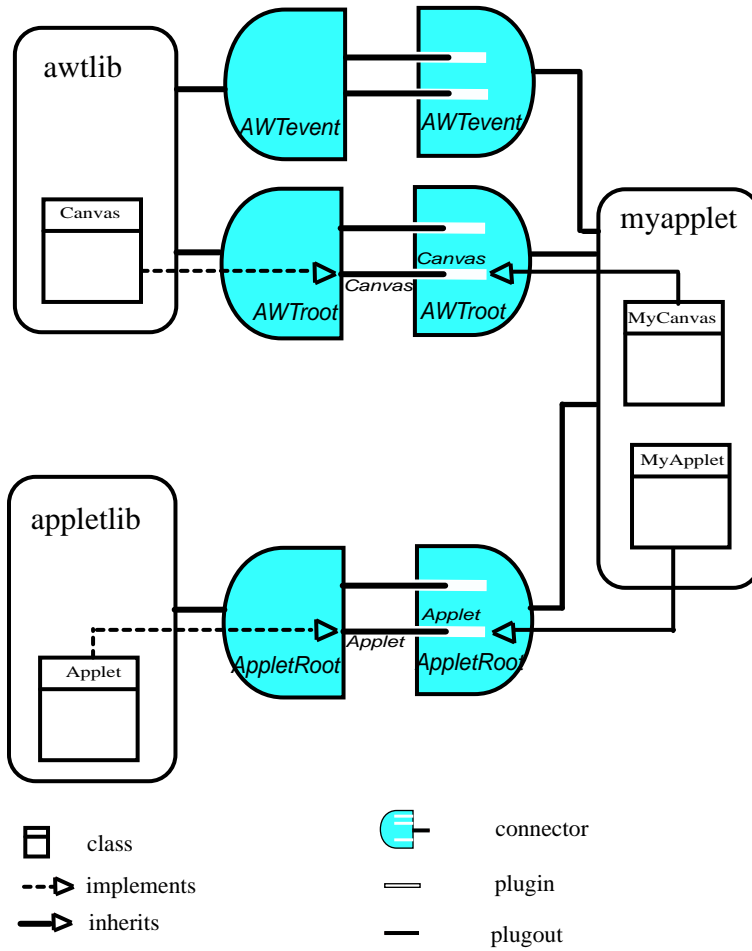 awtlib
AWTevent
AWTevent
Canvas
myapplet
Canvas
Canvas
AWTroot
AWTroot
MyCanvas
MyApplet
appletlib
Applet
Applet
Applet
AppletRoot
AppletRoot
class
connector
implements
plugin
inherits
plugout